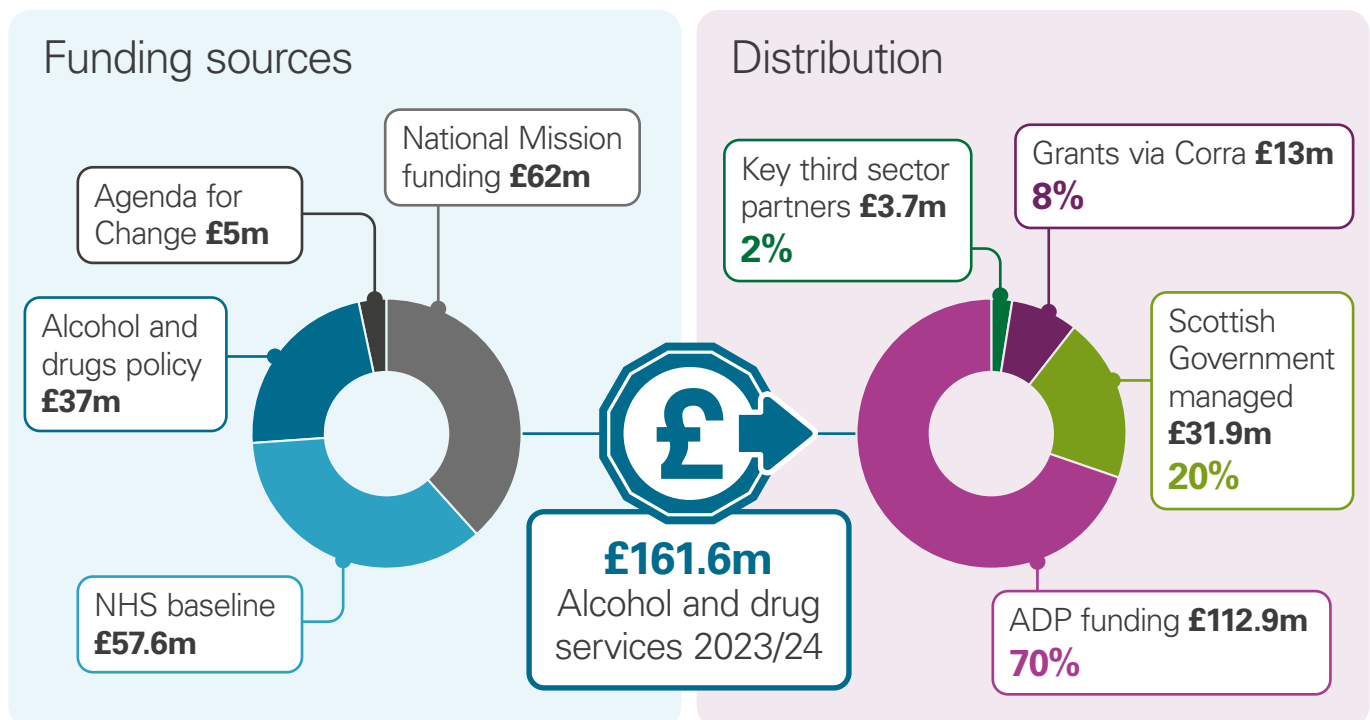 Funding sources
National Mission
funding £62m
Agenda for
Change £5m
Alcohol and
drugs policy
£37m
NHS baseline
£57.6m
£
£161.6m
Alcohol and drug
services 2023/24
Distribution
Key third sector
partners £3.7m
2%
Grants via Corra £13m
8%
Scottish
Government
managed
£31.9m
20%
ADP funding £112.9m
70%